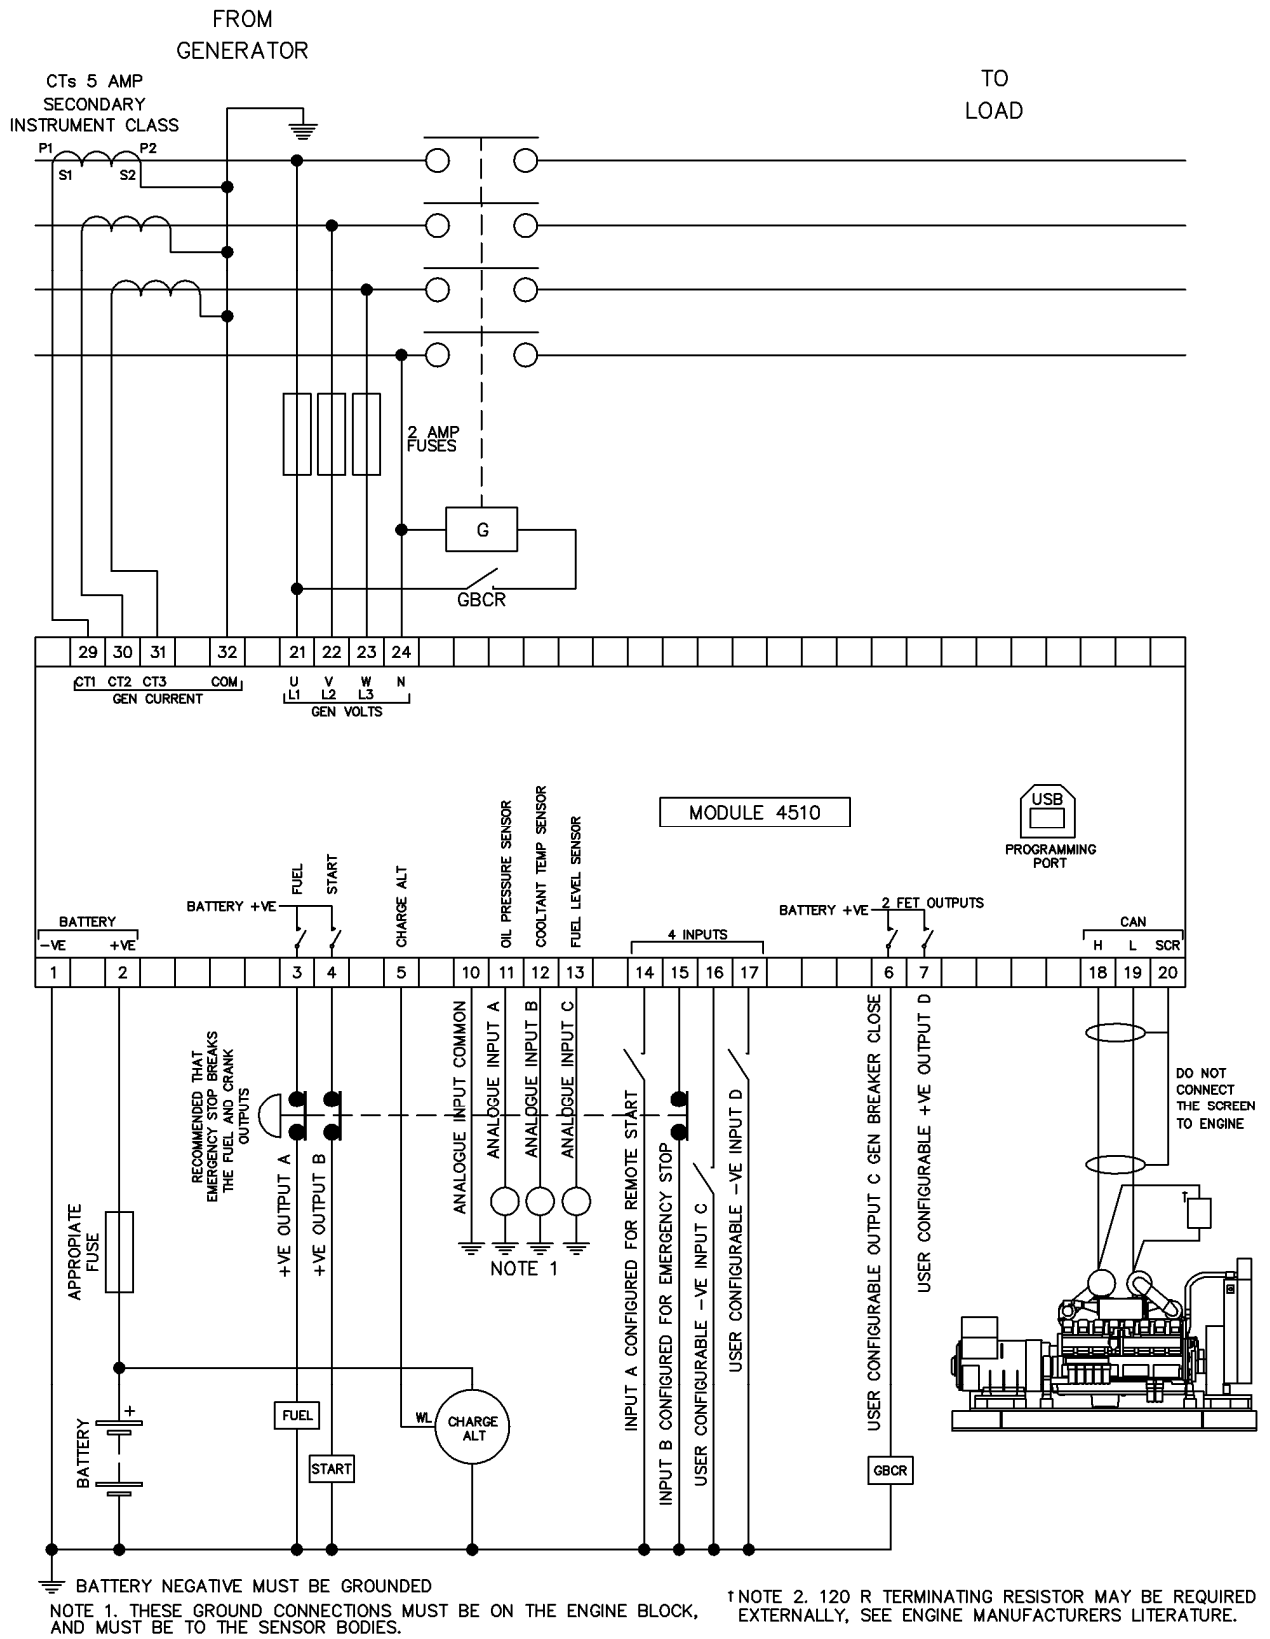 FROM
GENERATOR
TO
LOAD
CTs 5 AMP
SECONDARY
INSTRUMENT CLASS
P1
P2
S1
S2
2 AMP
FUSES
G
GBCR
29 30 31 32 21 22 23 24
CT1 CT2 CT3 COM
GEN CURRENT
U V W N
L1 L2 L3
GEN VOLTS
MODULE 4510
USB
PROGRAMMING
PORT
OIL PRESSURE SENSOR
COOLTANT TEMP SENSOR
FUEL LEVEL SENSOR
FUEL
START
CHARGE ALT
BATTERY +VE
BATTERY +VE
2 FET OUTPUTS
BATTERY
-VE +VE
4 INPUTS
CAN
H L SCR
1 2 3 4 5 10 11 12 13 14 15 16 17 6 7 18 19 20
RECOMMENDED THAT
EMERGENCY STOP BREAKS
THE FUEL AND CRANK
OUTPUTS
+VE OUTPUT A
+VE OUTPUT B
ANALOGUE INPUT COMMON
ANALOGUE INPUT A
ANALOGUE INPUT B
ANALOGUE INPUT C
NOTE 1
INPUT A CONFIGURED FOR REMOTE START
INPUT B CONFIGURED FOR EMERGENCY STOP
USER CONFIGURABLE -VE INPUT C
USER CONFIGURABLE -VE INPUT D
USER CONFIGURABLE OUTPUT C GEN BREAKER CLOSE
USER CONFIGURABLE +VE OUTPUT D
DO NOT
CONNECT
THE SCREEN
TO ENGINE
†
APPROPIATE
FUSE
BATTERY
+
FUEL
START
WL
CHARGE
ALT
GBCR
BATTERY NEGATIVE MUST BE GROUNDED
NOTE 1. THESE GROUND CONNECTIONS MUST BE ON THE ENGINE BLOCK,
AND MUST BE TO THE SENSOR BODIES.
† NOTE 2. 120 R TERMINATING RESISTOR MAY BE REQUIRED
EXTERNALLY, SEE ENGINE MANUFACTURERS LITERATURE.